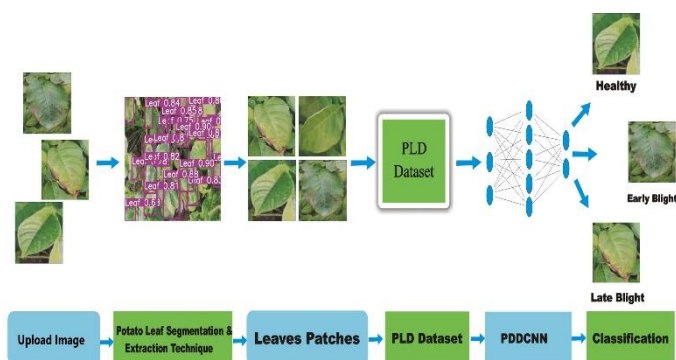 Healthy
Leaf 0.84
Leaf 0.90
Leaf 0.82
Leaf 0.90
Leaf 0.81
PLD
Dataset
Early Blight
Late Blight
Upload Image
Potato Leaf Segmentation &
Extraction Technique
Leaves Patches
PLD Dataset
PDDCNN
Classification